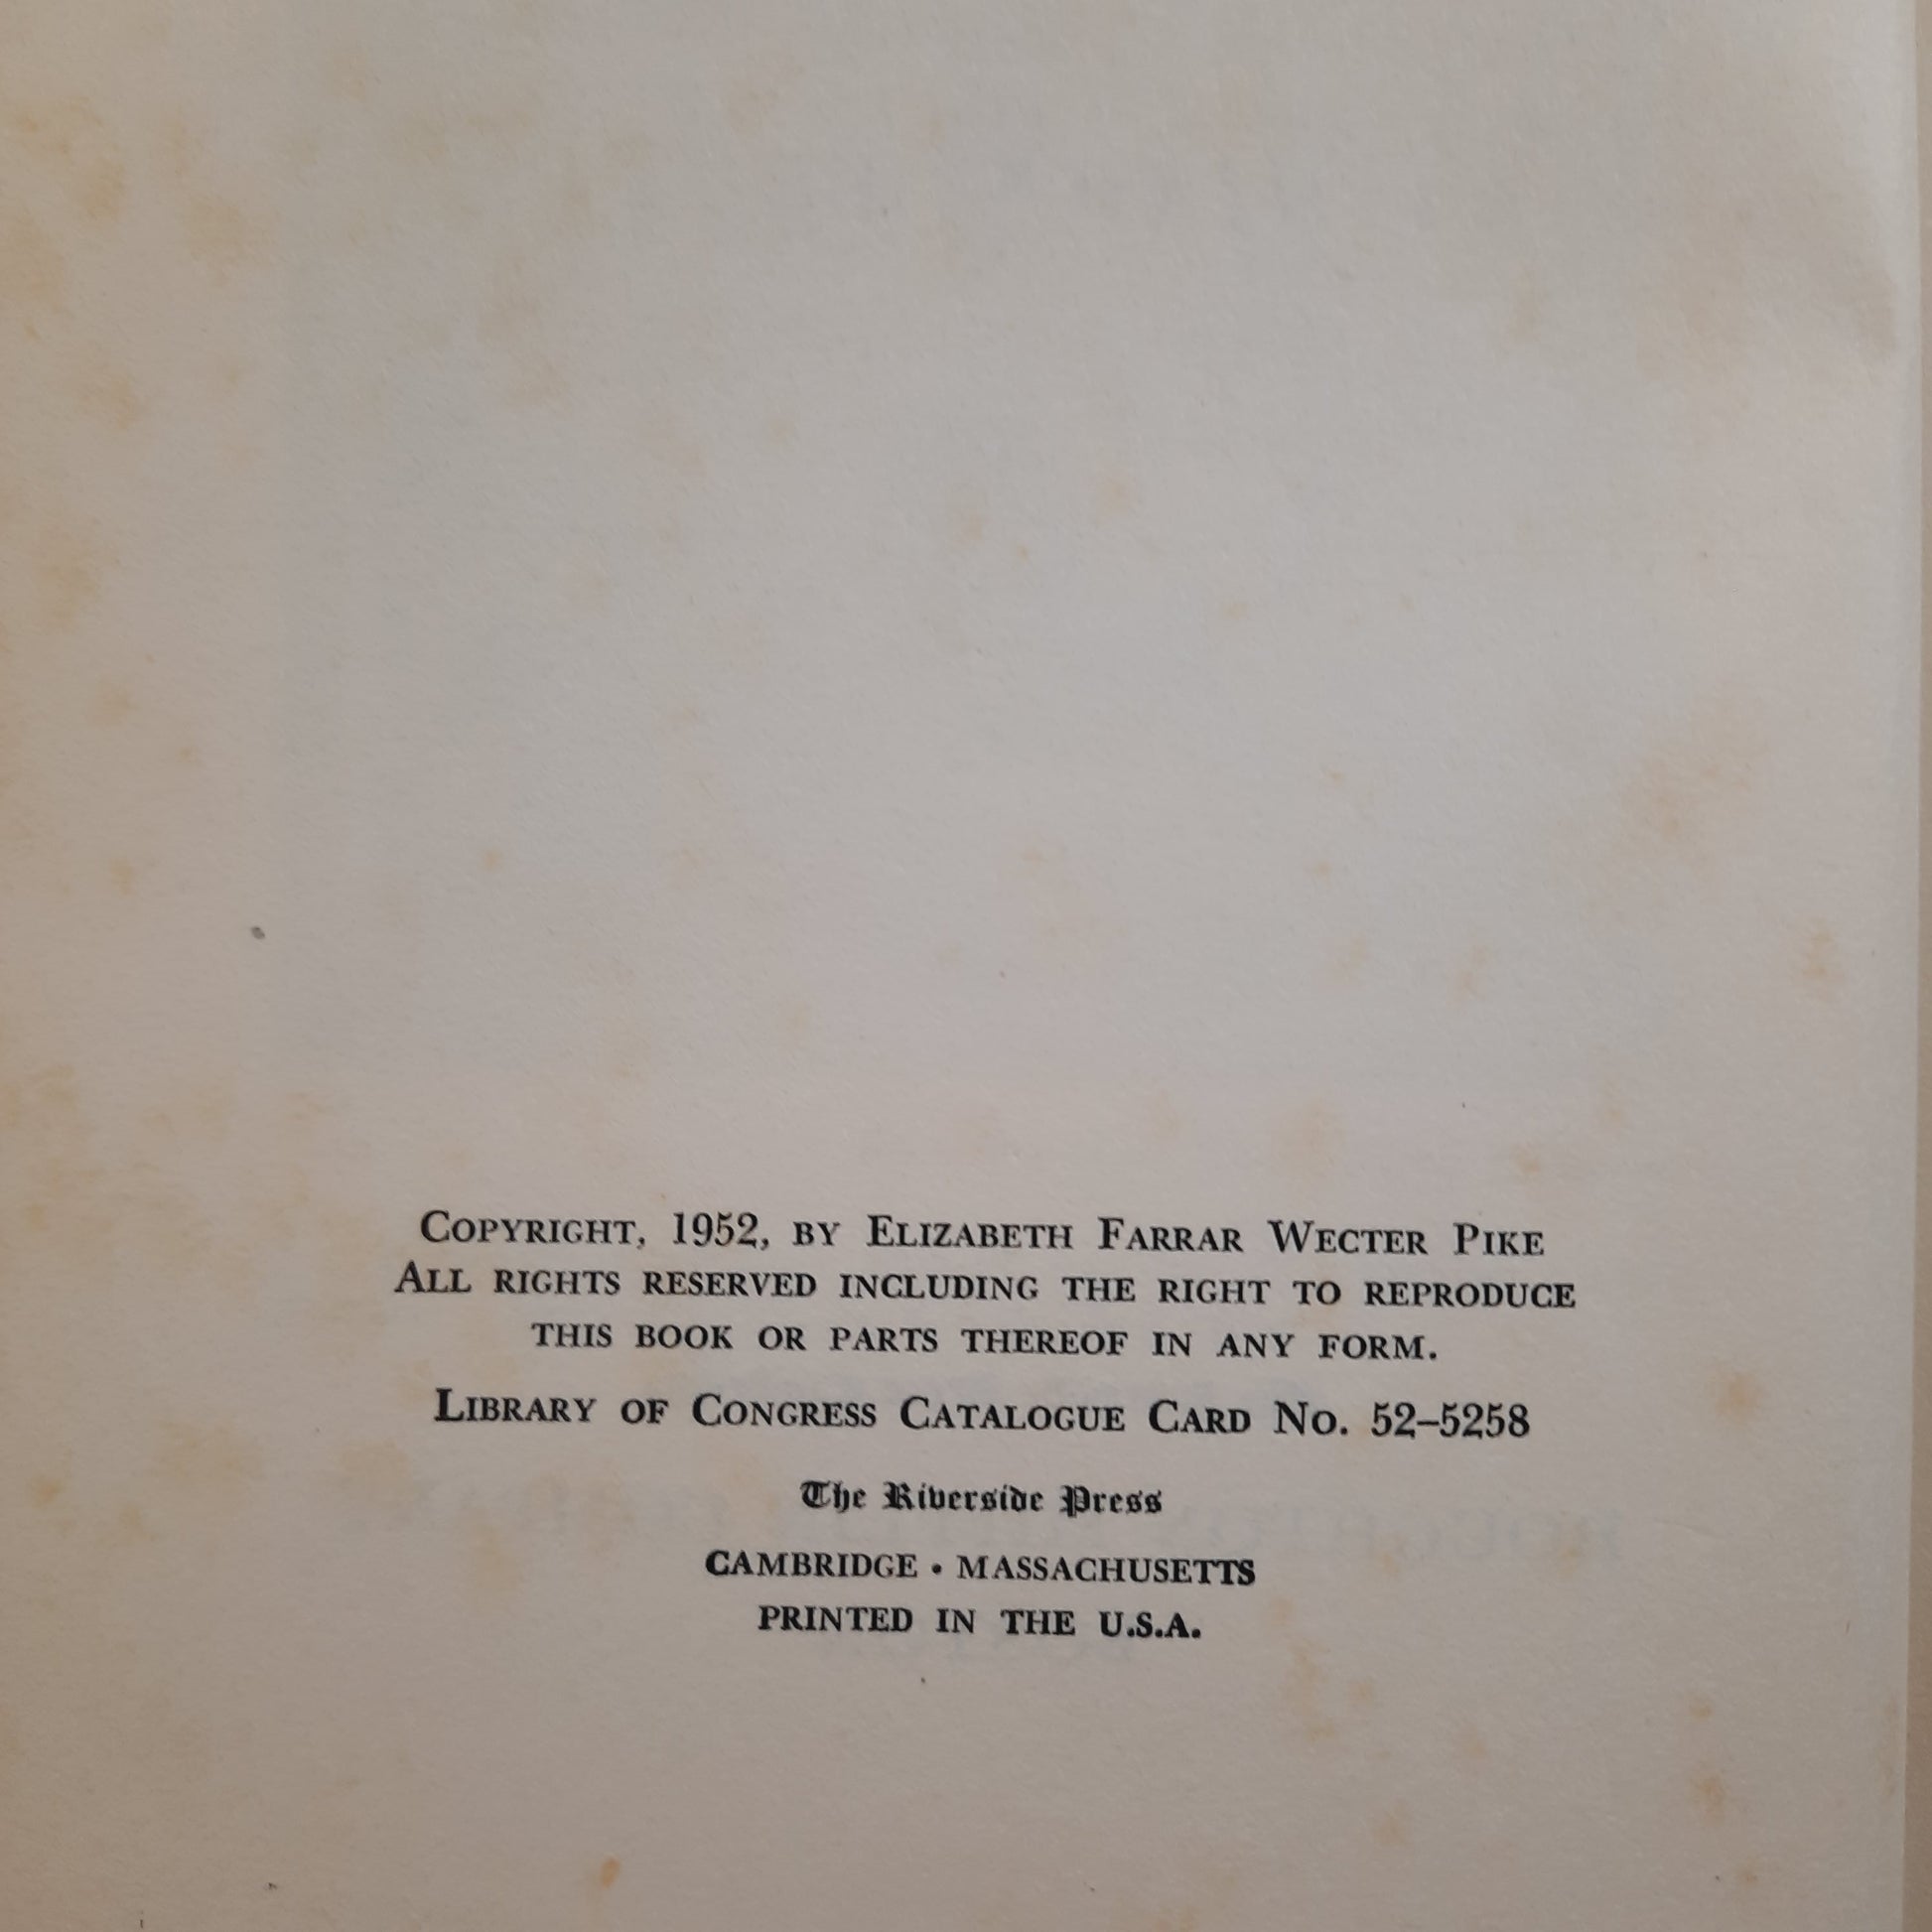 Copyright, 1952, by Elizabeth Farrar Wecter Pike
All rights reserved including the right to reproduce
this book or parts thereof in any form.
Library of Congress Catalogue Card No. 52–5258
The Riverside Press
CAMBRIDGE • MASSACHUSETTS
PRINTED IN THE U.S.A.